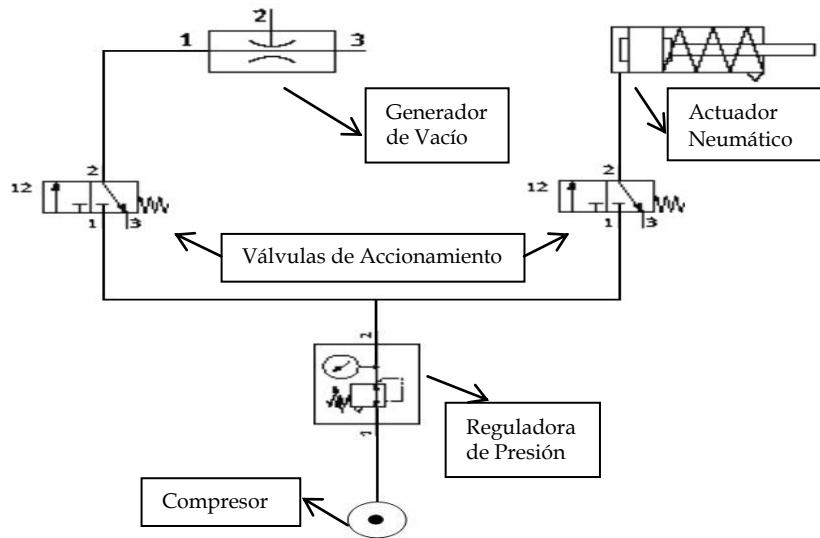 2
1
3
Generador
de Vacío
Actuador
Neumático
2
12
1
3
2
12
1
3
Válvulas de Accionamiento
2
1
Reguladora
de Presión
Compresor